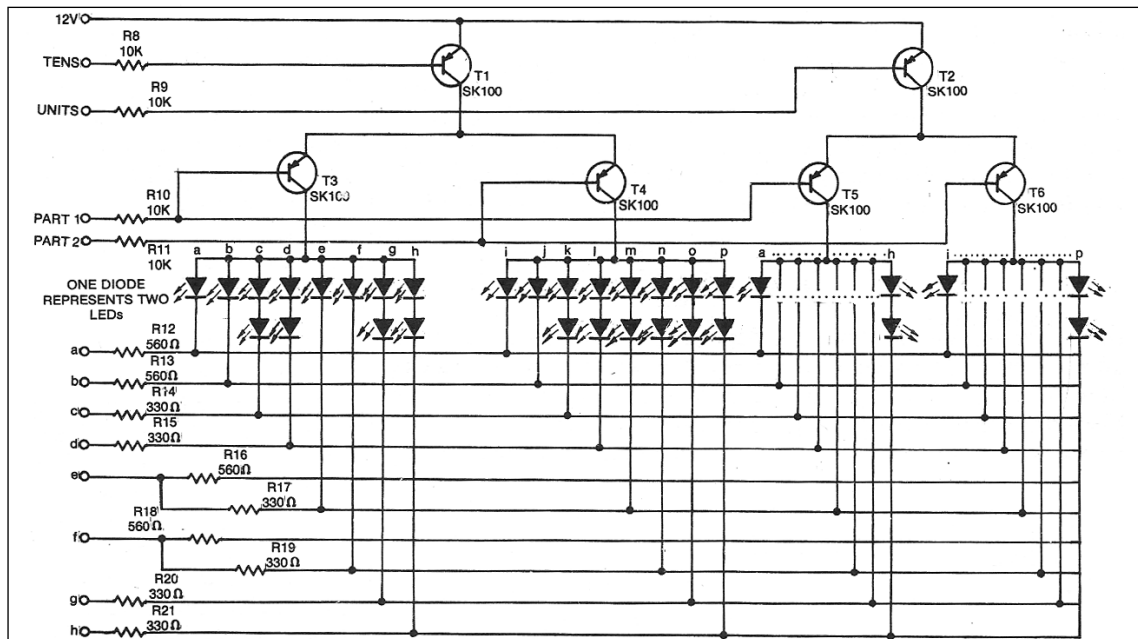 12V
R8
10K
TENS
T1
SK100
T2
SK100
R9
10K
UNITS
T3
SK100
T4
SK100
T5
SK100
T6
SK100
R10
10K
PART 1
PART 2
R11
10K
a b c d e f g h
i j k l m n o p
a h
i p
ONE DIODE
REPRESENTS TWO
LEDs
R12
a 560Ω
R13
b 560Ω
R14
c 330Ω
R15
d 330Ω
R16
e 560Ω
R17
330Ω
R18
560Ω
f
R19
330Ω
R20
g 330Ω
R21
h 330Ω